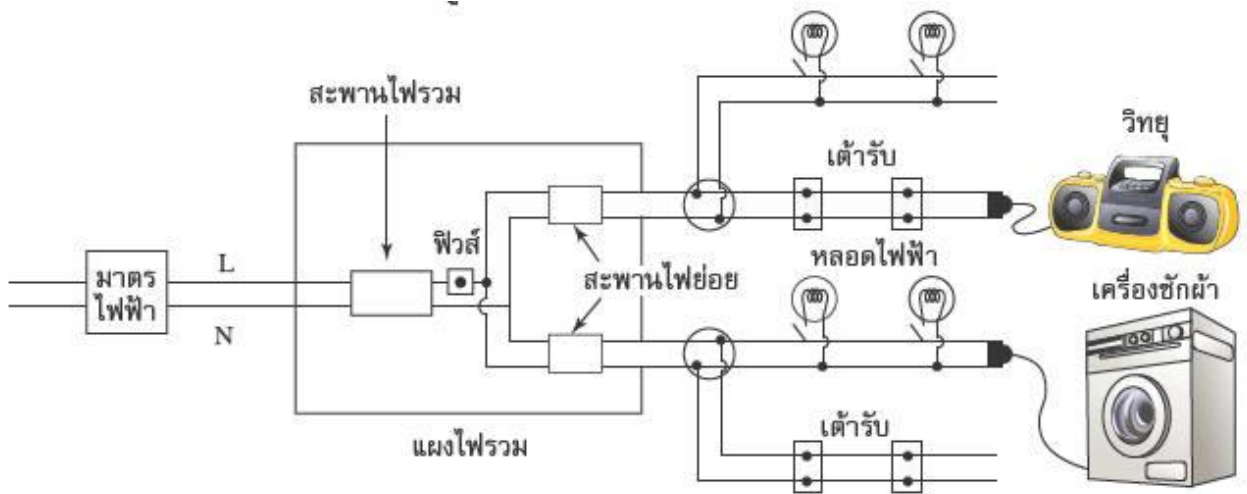 สะพานไฟรวม
วิทยุ
เต้ารับ
ฟิวส์
L
มาตร
ไฟฟ้า
N
สะพานไฟย่อย
หลอดไฟฟ้า
เครื่องซักผ้า
แผงไฟรวม
เต้ารับ